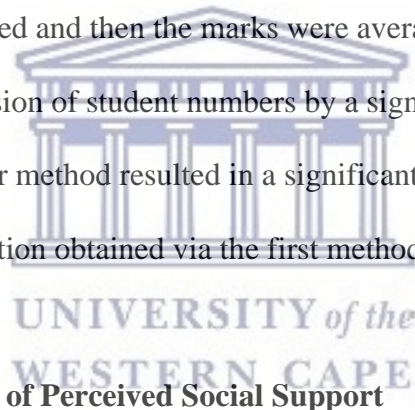 ed and then the marks were avera
sion of student numbers by a sign
r method resulted in a significant
tion obtained via the first method
UNIVERSITY of the
WESTERN CAPE
of Perceived Social Support